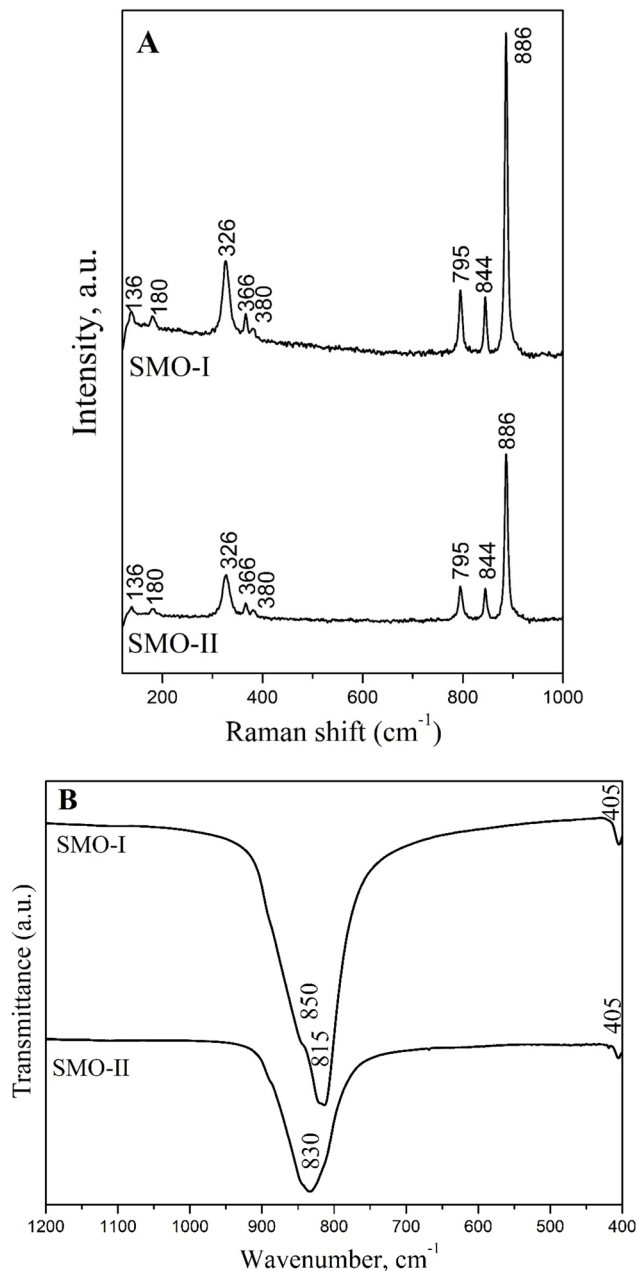 A
886
326
795
844
136
180
366
380
SMO-I
Intensity, a.u.
886
326
795
844
136
180
366
380
SMO-II
200 400 600 800 1000
Raman shift (cm-1)
B
405
SMO-I
850
815
405
SMO-II
830
Transmittance (a.u.)
1200 1100 1000 900 800 700 600 500 400
Wavenumber, cm-1